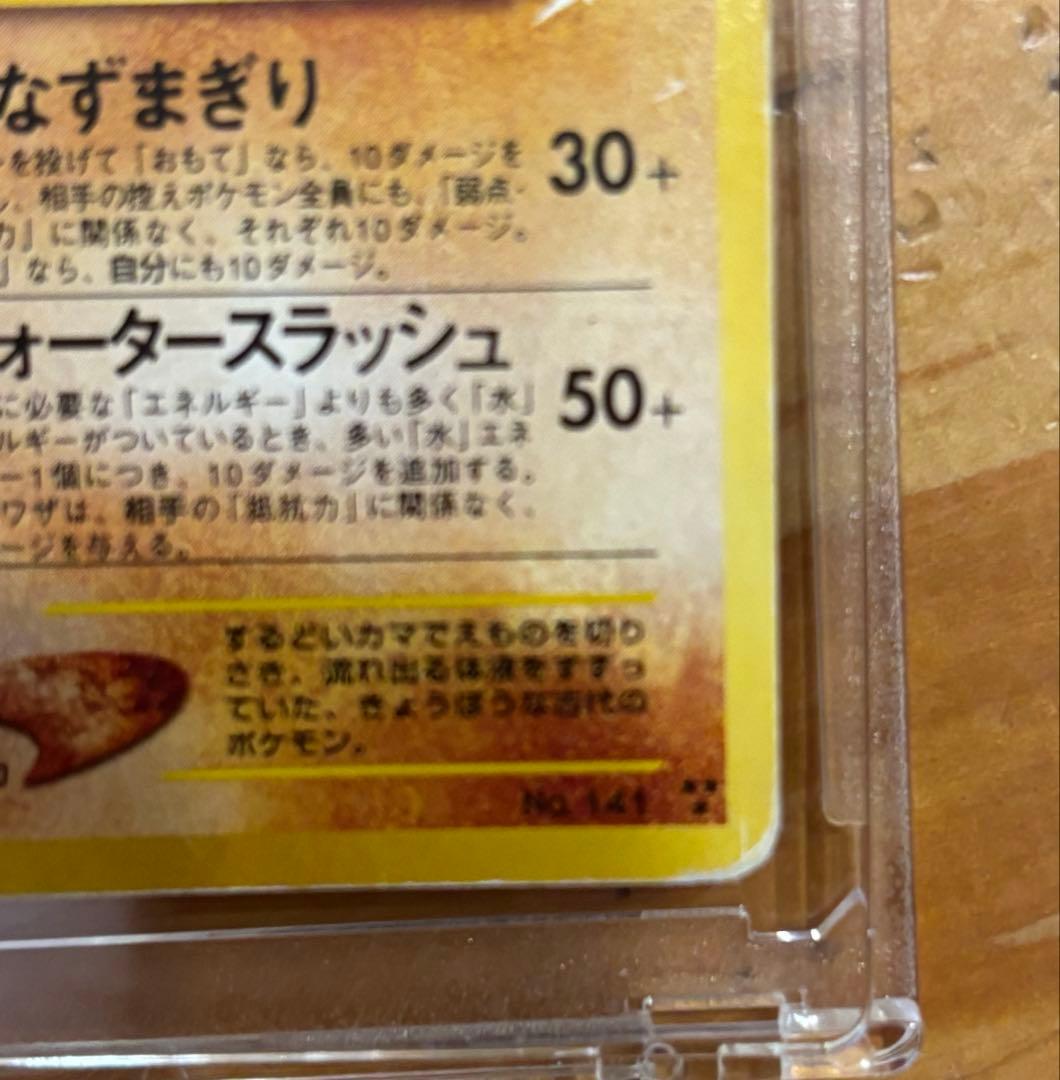 なずまぎり
を投げて「おもて」なら、10ダメージを
30+
、相手の控えポケモン全員にも、「弱点・
力」に関係なく、それぞれ10ダメージ。
」なら、自分にも10ダメージ。
ォータースラッシュ
に必要な「エネルギー」よりも多く「水」
50+
ルギーがついているとき、多い「水」エネ
ー1個につき、10ダメージを追加する。
ワザは、相手の「抵抗力」に関係なく、
ージを与える。
するどいカマでえものを切り
さき、流れ出る体液をすすっ
ていた、きょうぼうな古代の
ポケモン。
No. 141